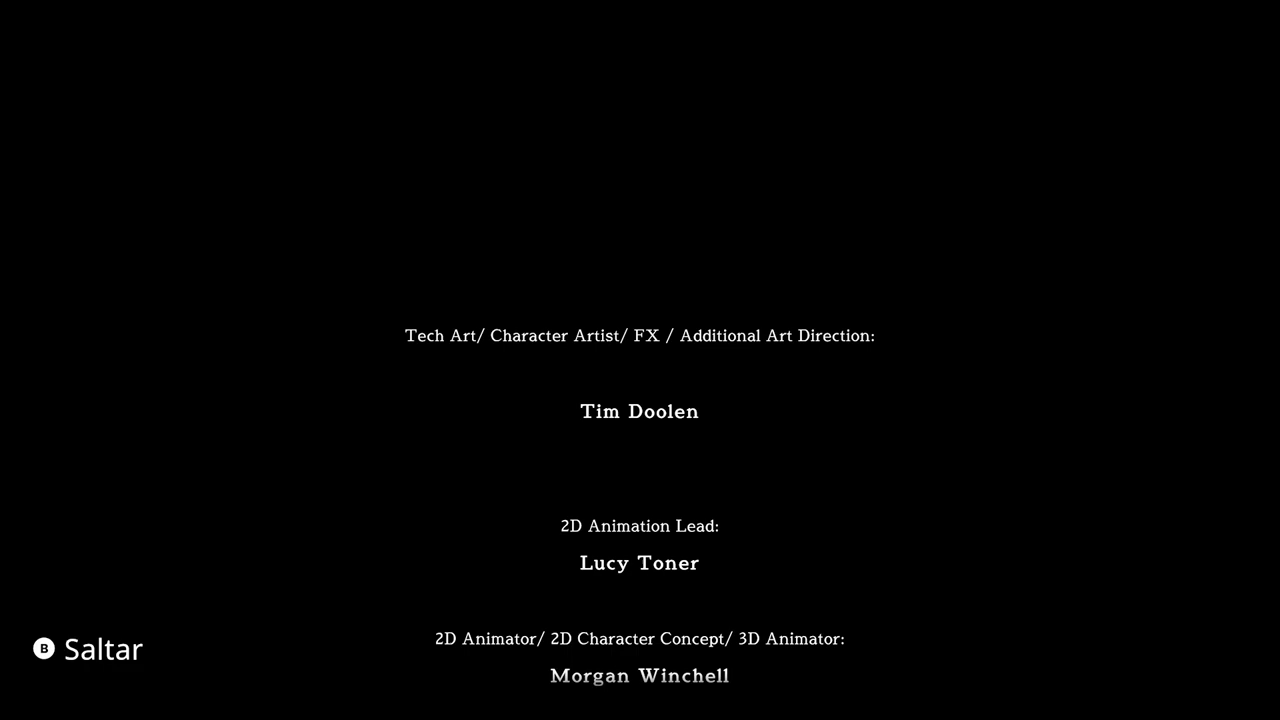 Tech Art/ Character Artist/ FX / Additional Art Direction:
Tim Doolen
2D Animation Lead:
Lucy Toner
2D Animator/ 2D Character Concept/ 3D Animator:
Morgan Winchell
B Saltar